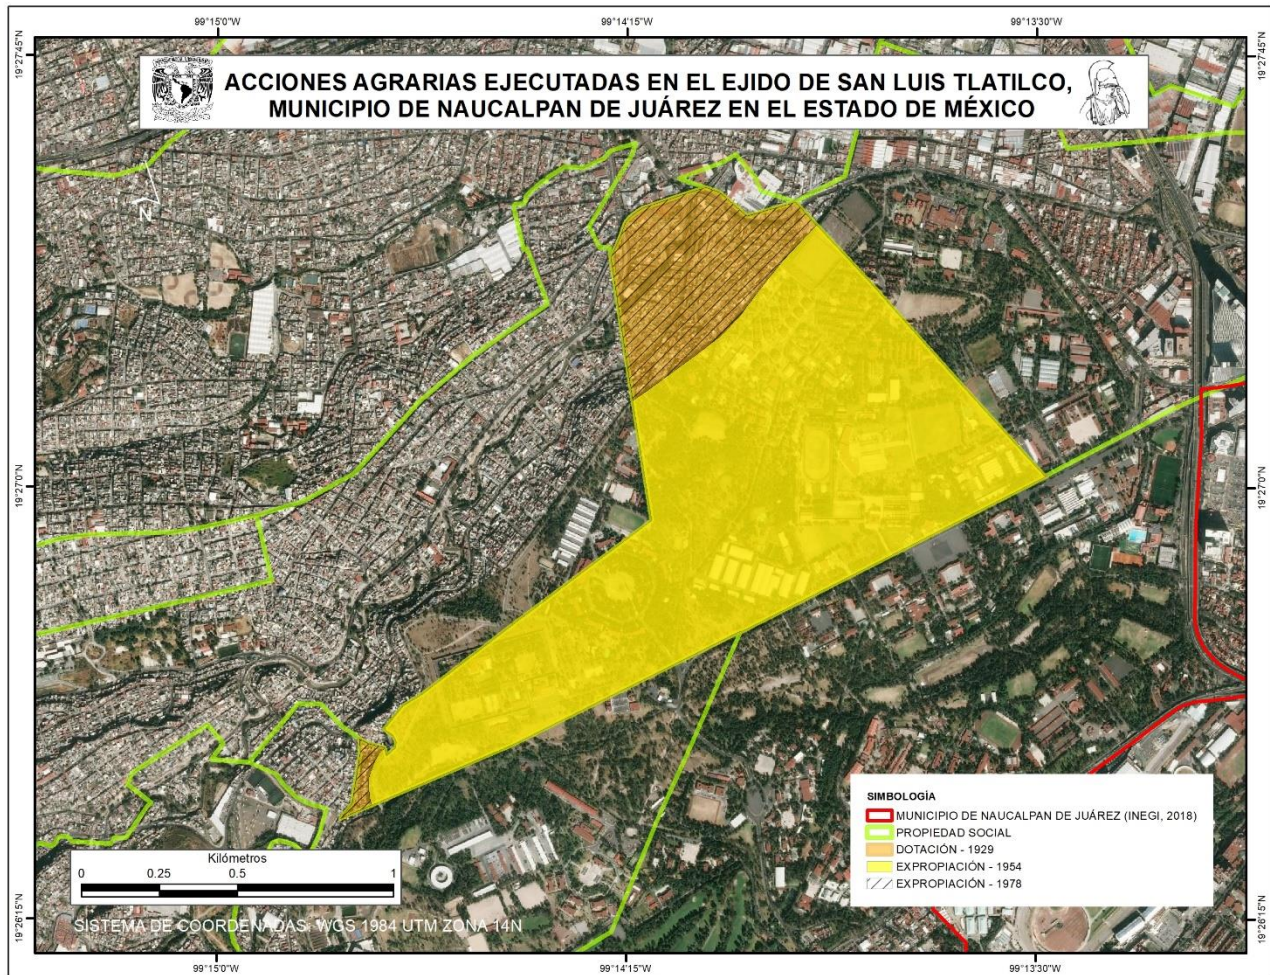 99°15'0"W 99°14'15"W 99°13'30"W
19°27'45"N 19°27'45"N
ACCIONES AGRARIAS EJECUTADAS EN EL EJIDO DE SAN LUIS TLATILCO,
MUNICIPIO DE NAUCALPAN DE JUÁREZ EN EL ESTADO DE MÉXICO
N
19°27'0"N 19°27'0"N
SIMBOLOGÍA
MUNICIPIO DE NAUCALPAN DE JUÁREZ (INEGI, 2018)
PROPIEDAD SOCIAL
DOTACIÓN - 1929
EXPROPIACIÓN - 1954
EXPROPIACIÓN - 1978
Kilómetros
0 0.25 0.5 1
SISTEMA DE COORDENADAS: WGS 1984 UTM ZONA 14N
19°26'15"N 19°26'15"N
99°15'0"W 99°14'15"W 99°13'30"W